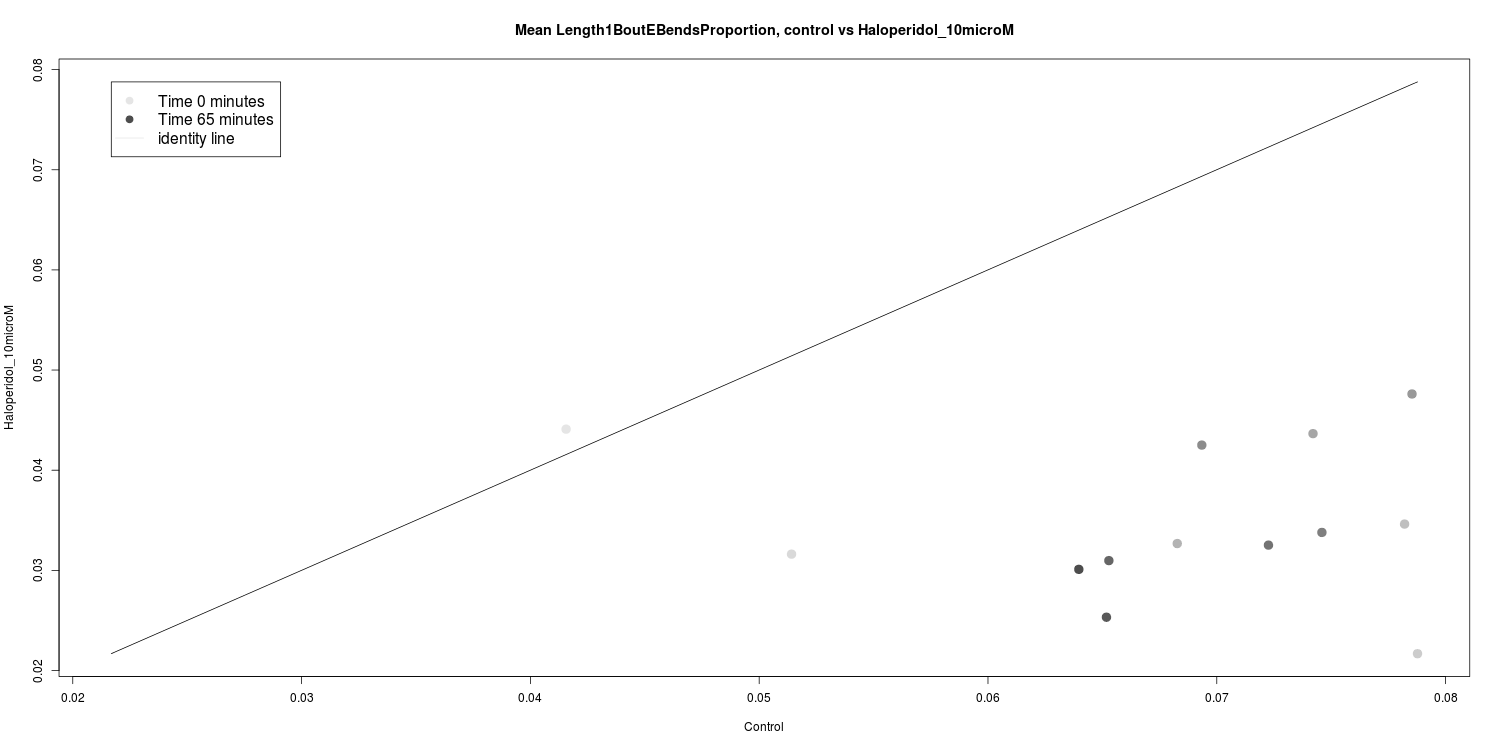 Mean Length1BoutEBendsProportion, control vs Haloperidol_10microM
Time 0 minutes
Time 65 minutes
identity line
Haloperidol_10microM
0.08
0.07
0.06
0.05
0.04
0.03
0.02
0.02 0.03 0.04 0.05 0.06 0.07 0.08
Control